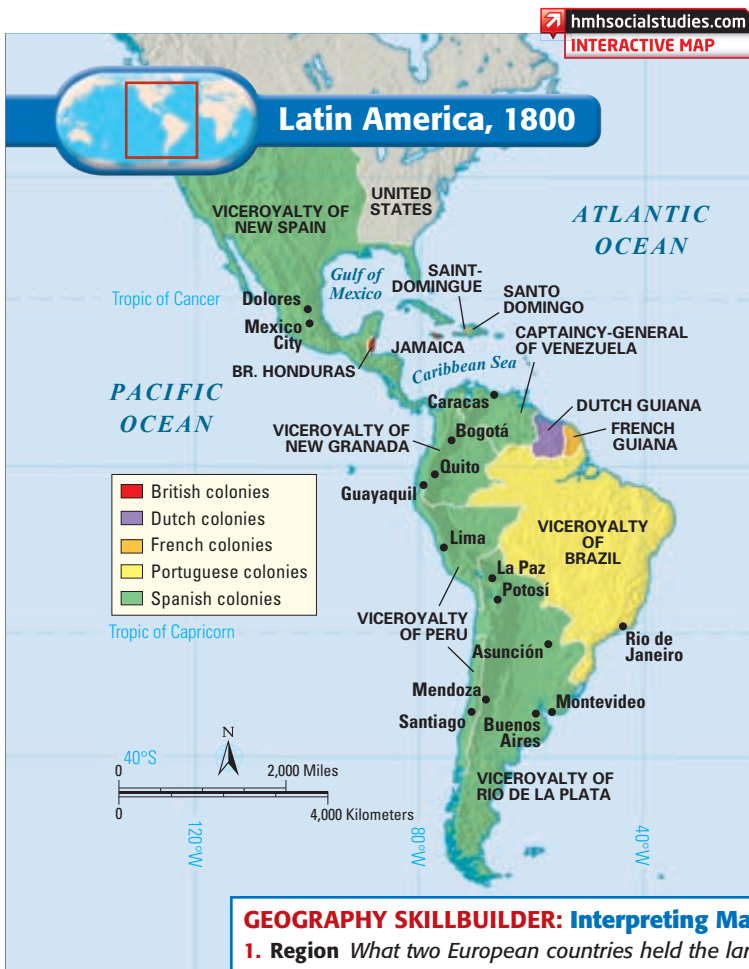 hmhsocialstudies.com
INTERACTIVE MAP
Latin America, 1800
UNITED
STATES
VICEROYALTY OF
NEW SPAIN
ATLANTIC
OCEAN
Gulf of
Mexico
SAINT-
DOMINGUE
SANTO
DOMINGO
Tropic of Cancer
Dolores
Mexico
City
CAPTAINCY-GENERAL
OF VENEZUELA
JAMAICA
BR. HONDURAS
Caribbean Sea
PACIFIC
OCEAN
Caracas
DUTCH GUIANA
FRENCH
GUIANA
VICEROYALTY OF
NEW GRANADA
Bogotá
Quito
Guayaquil
British colonies
Dutch colonies
French colonies
Portuguese colonies
Spanish colonies
VICEROYALTY
OF
BRAZIL
Lima
La Paz
Potosí
VICEROYALTY
OF PERU
Tropic of Capricorn
Rio de
Janeiro
Asunción
Mendoza
Santiago
Montevideo
Buenos
Aires
N
40°S
0 2,000 Miles
0 4,000 Kilometers
VICEROYALTY OF
RIO DE LA PLATA
120°W
80°W
40°W
GEOGRAPHY SKILLBUILDER: Interpreting Ma
1. Region What two European countries held the lar